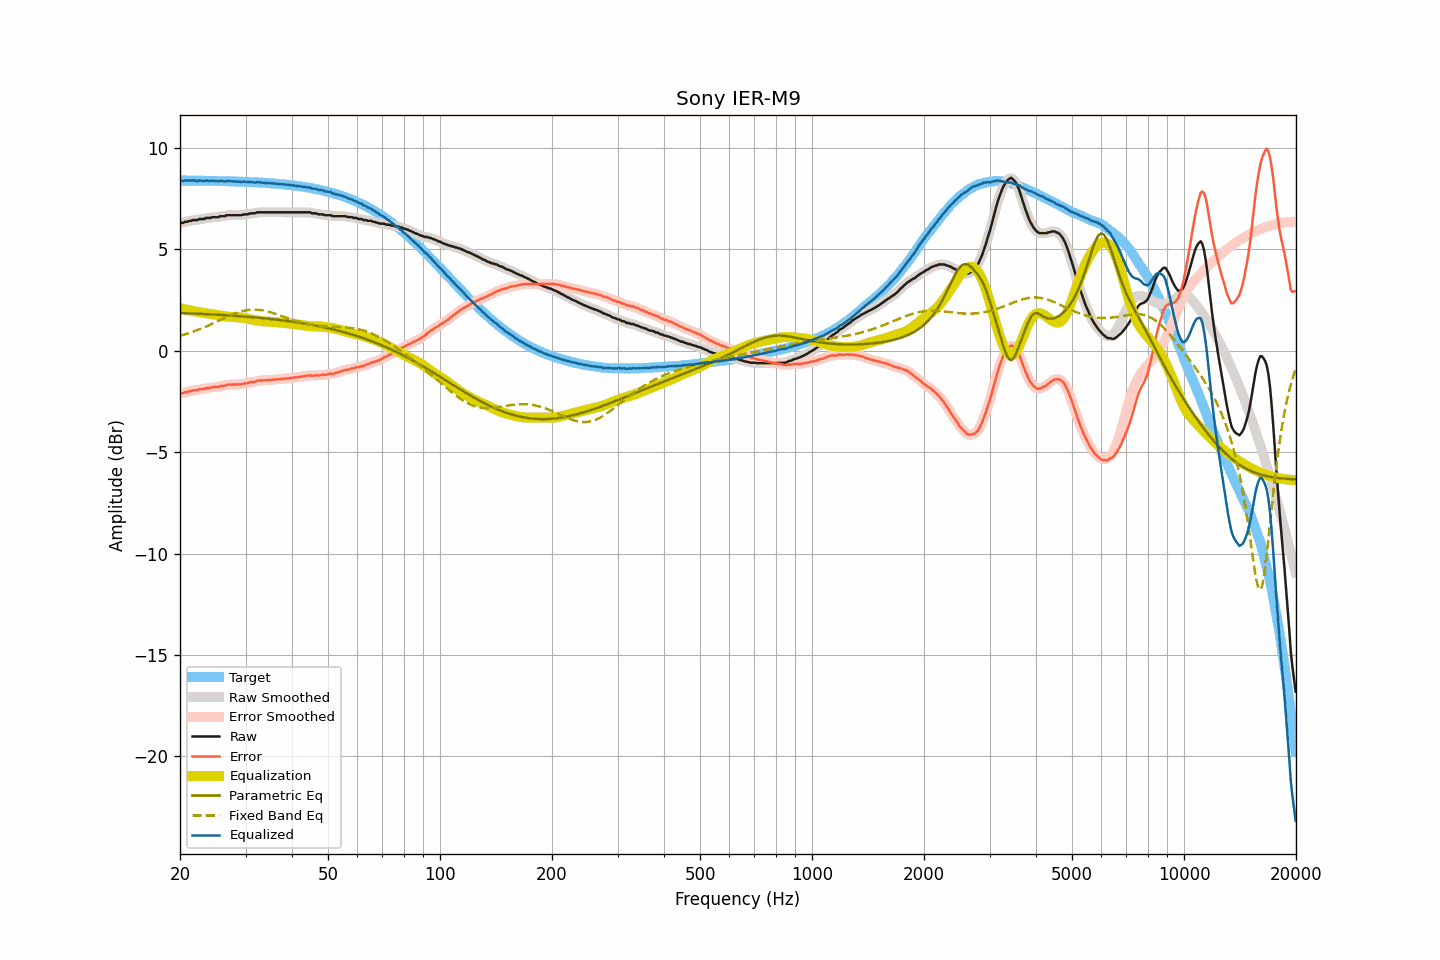 Sony IER-M9
10
5
0
−5
−10
−15
−20
Amplitude (dBr)
Target
Raw Smoothed
Error Smoothed
Raw
Error
Equalization
Parametric Eq
Fixed Band Eq
Equalized
20 50 100 200 500 1000 2000 5000 10000 20000
Frequency (Hz)